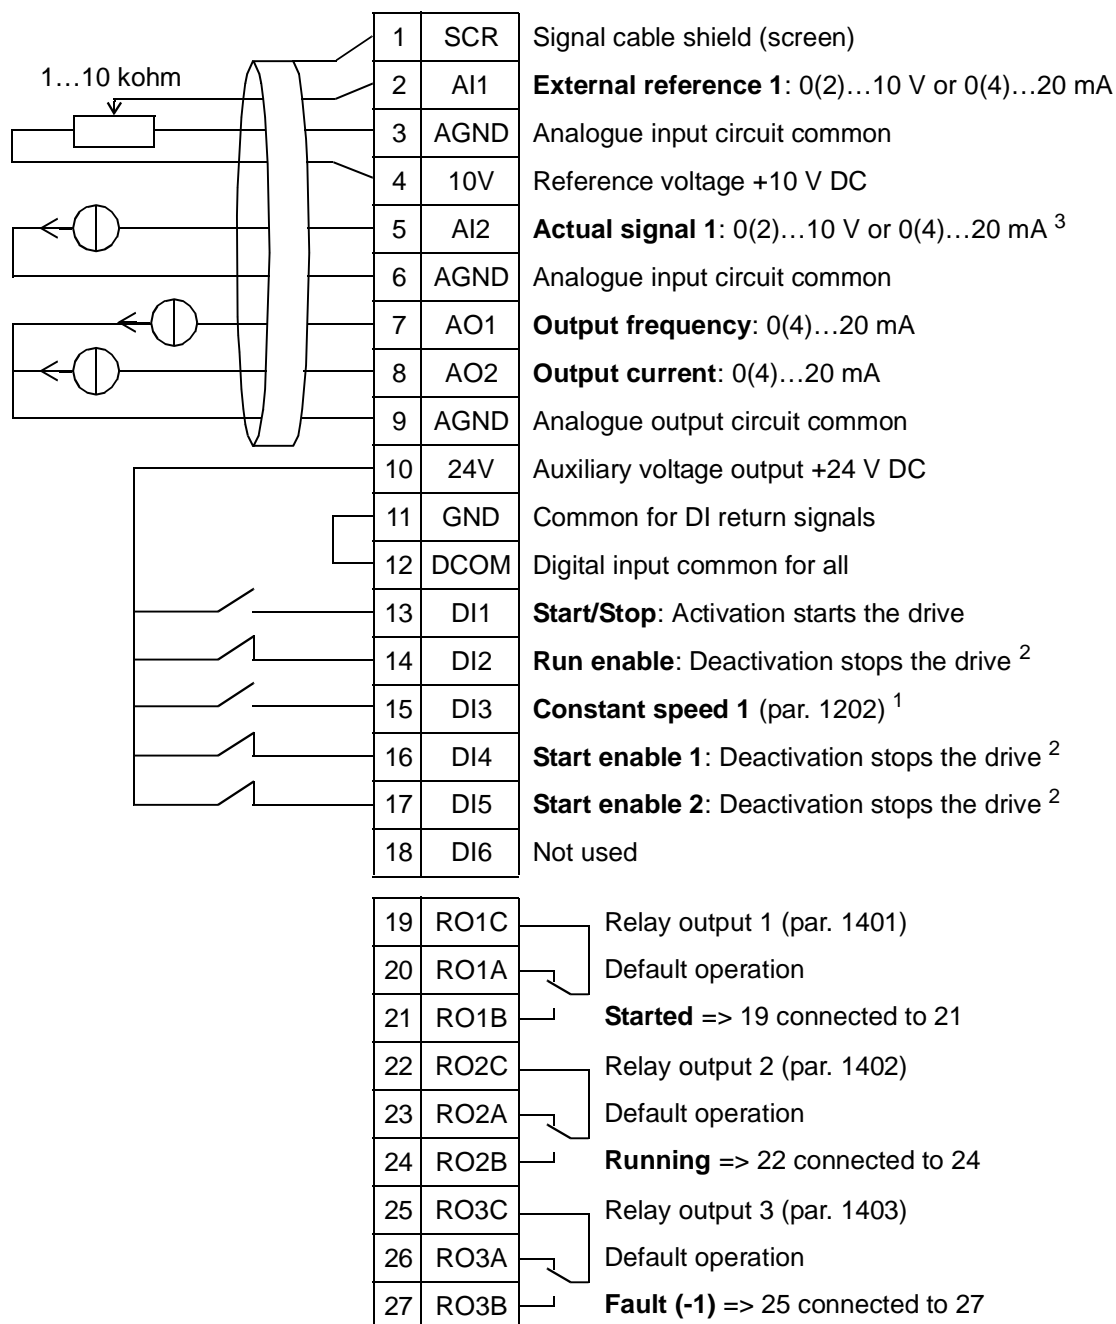 1 SCR Signal cable shield (screen)
1…10 kohm
2 AI1 External reference 1: 0(2)…10 V or 0(4)…20 mA
3 AGND Analogue input circuit common
4 10V Reference voltage +10 V DC
5 AI2 Actual signal 1: 0(2)…10 V or 0(4)…20 mA 3
6 AGND Analogue input circuit common
7 AO1 Output frequency: 0(4)…20 mA
8 AO2 Output current: 0(4)…20 mA
9 AGND Analogue output circuit common
10 24V Auxiliary voltage output +24 V DC
11 GND Common for DI return signals
12 DCOM Digital input common for all
13 DI1 Start/Stop: Activation starts the drive
14 DI2 Run enable: Deactivation stops the drive 2
15 DI3 Constant speed 1 (par. 1202) 1
16 DI4 Start enable 1: Deactivation stops the drive 2
17 DI5 Start enable 2: Deactivation stops the drive 2
18 DI6 Not used
19 RO1C Relay output 1 (par. 1401)
20 RO1A Default operation
21 RO1B Started => 19 connected to 21
22 RO2C Relay output 2 (par. 1402)
23 RO2A Default operation
24 RO2B Running => 22 connected to 24
25 RO3C Relay output 3 (par. 1403)
26 RO3A Default operation
27 RO3B Fault (-1) => 25 connected to 27